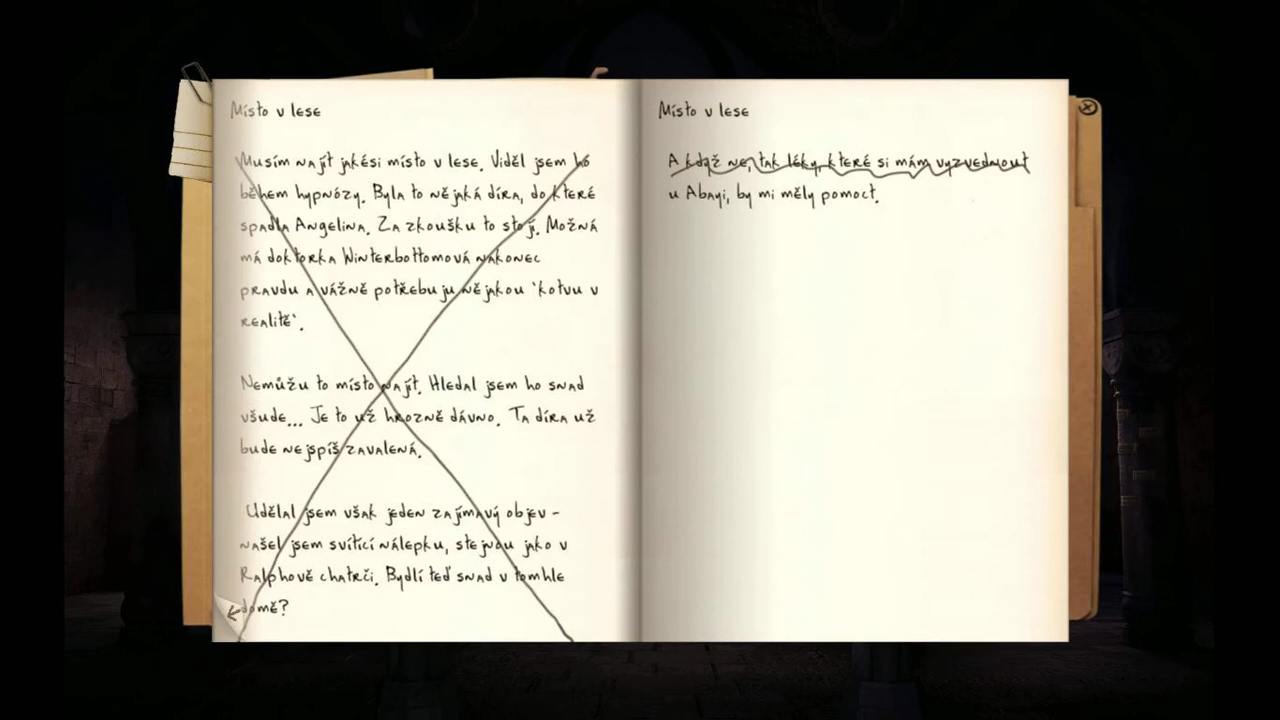 Místo v lese
Musím najít jakési místo v lese. Viděl jsem ho
během hypnózy. Byla to nějaká díra, do které
spadla Angelina. Za zkoušku to stojí. Možná
má doktorka Winterbottomová nakonec
pravdu a vážně potřebuju nějakou 'kotvu v
realitě'.
Nemůžu to místo najít. Hledal jsem ho snad
všude... Je to už hrozně dávno. Ta díra už
bude nejspíš zavalená.
Udělal jsem však jeden zajímavý objev -
našel jsem svítící nálepku, stejnou jako v
Ralphově chatrči. Bydlí teď snad v tomhle
domě?
Místo v lese
A když ne, tak léky, které si mám vyzvednout
u Abayi, by mi měly pomoct.